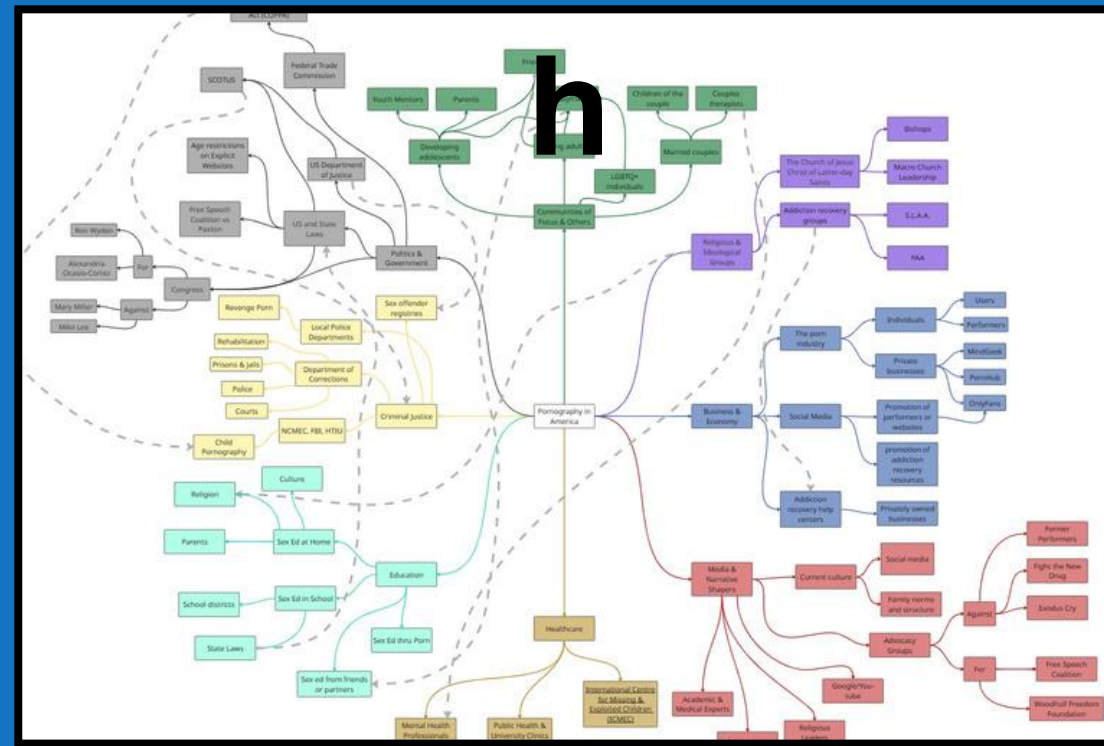 Act (COPPA)
Federal Trade
Commission
SCOTUS
Age restrictions
on Explicit
Websites
US Department
of Justice
Free Speech
Coalition vs
Paxton
US and State
Laws
Politics &
Government
Ron Wyden
Alexandria
Ocasio-Cortez
For
Congress
Mary Miller
Against
Mike Lee
h
Youth Mentors
Parents
Developing
adolescents
Children of the
couple
Couples
therapists
Married couples
LGBTQ+
Individuals
Communities of
Focus & Others
Religious &
Ideological
Groups
The Church of Jesus
Christ of Latter-day
Saints
Bishops
Macro Church
Leadership
Addiction recovery
groups
S.L.A.A.
PAA
Revenge Porn
Sex offender
registries
Local Police
Departments
Rehabilitation
Prisons & Jails
Department of
Corrections
Police
Courts
Criminal Justice
NCMEC, FBI, HTIU
Child
Pornography
Pornography in
America
Business &
Economy
The porn
industry
Individuals
Users
Performers
Private
businesses
MindGeek
PornHub
OnlyFans
Social Media
Promotion of
performers or
websites
promotion of
addiction
recovery
resources
Addiction
recovery help
centers
Privately owned
businesses
Culture
Religion
Parents
Sex Ed at Home
Education
School districts
Sex Ed in School
State Laws
Sex Ed thru Porn
Sex ed from friends
or partners
Healthcare
Mental Health
Professionals
Public Health &
University Clinics
International Centre
for Missing &
Exploited Children
(ICMEC)
Media &
Narrative
Shapers
Current culture
Social media
Family norms
and structure
Advocacy
Groups
Against
Former
Performers
Fight the New
Drug
Exodus Cry
For
Free Speech
Coalition
Woodhull Freedom
Foundation
Google/You-
tube
Academic &
Medical Experts
Religious
Leaders